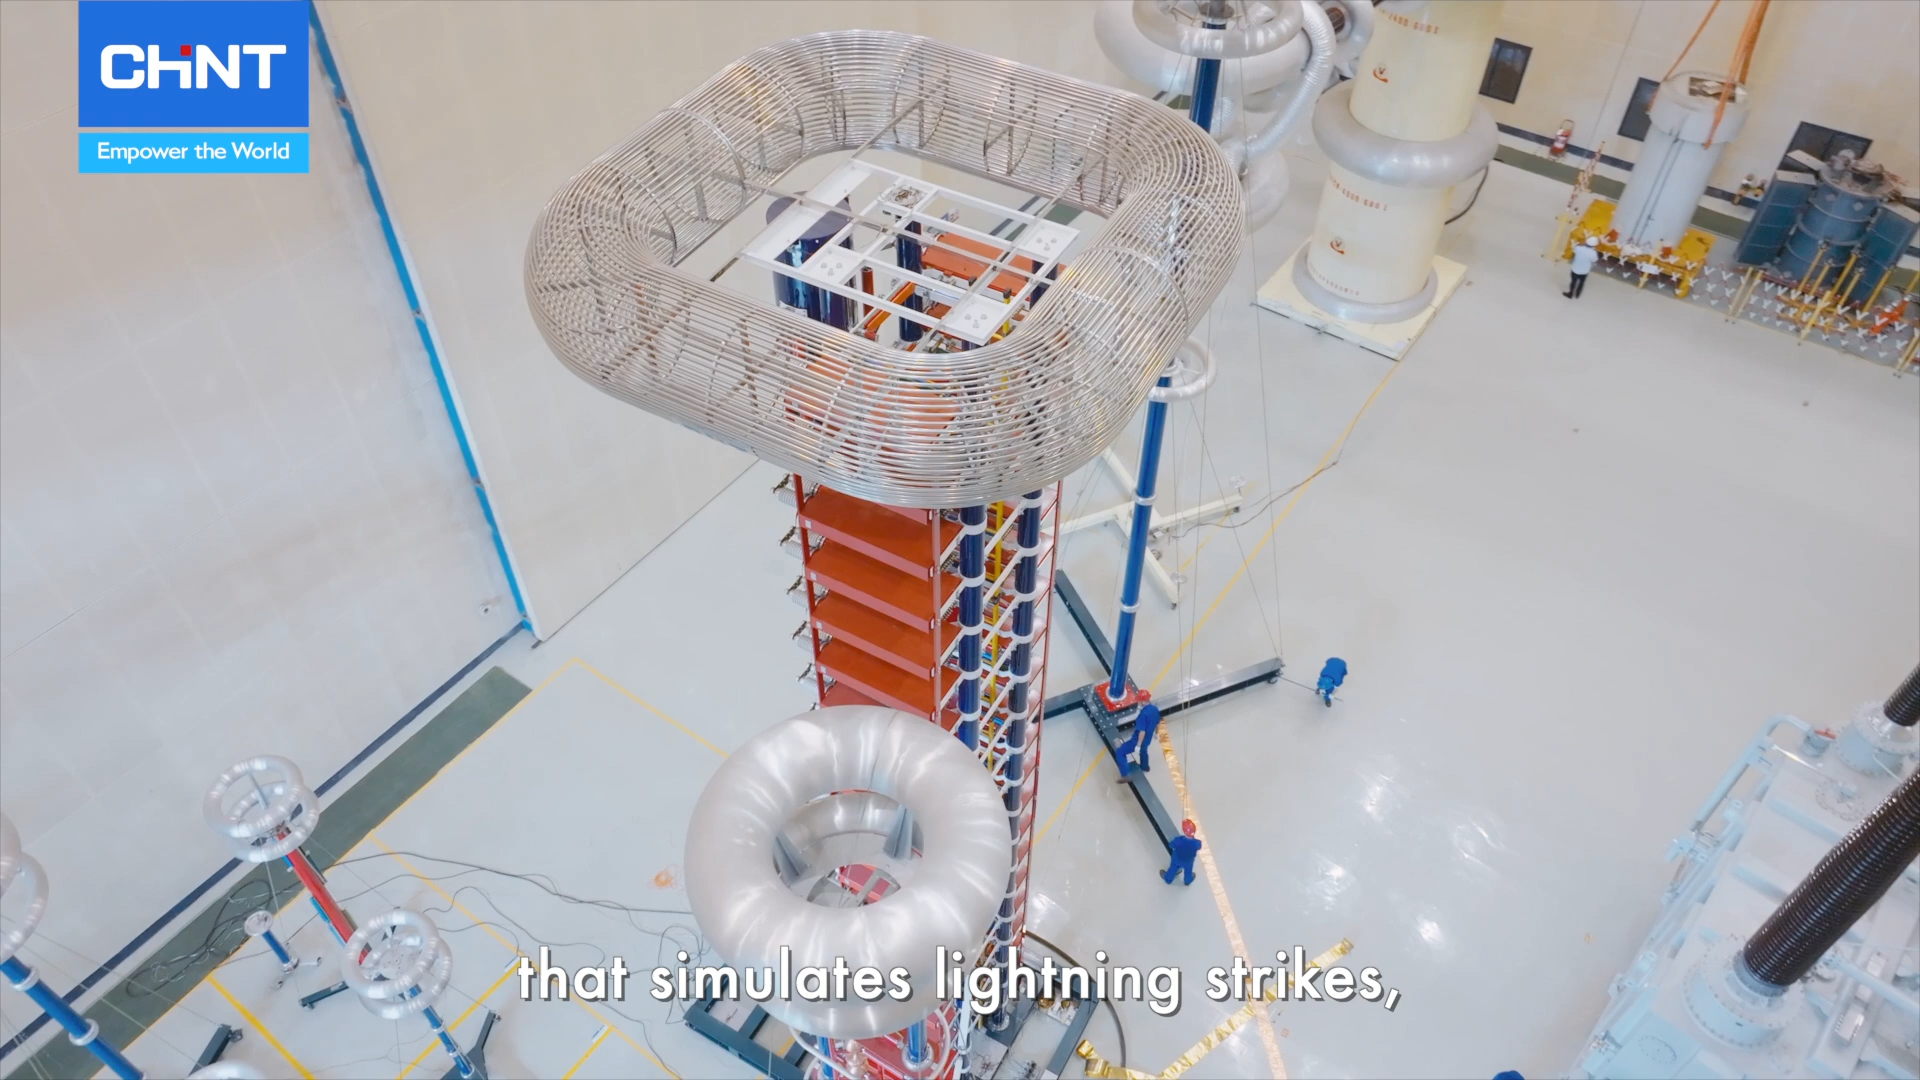 CHiNT
Empower the World
that simulates lightning strikes,